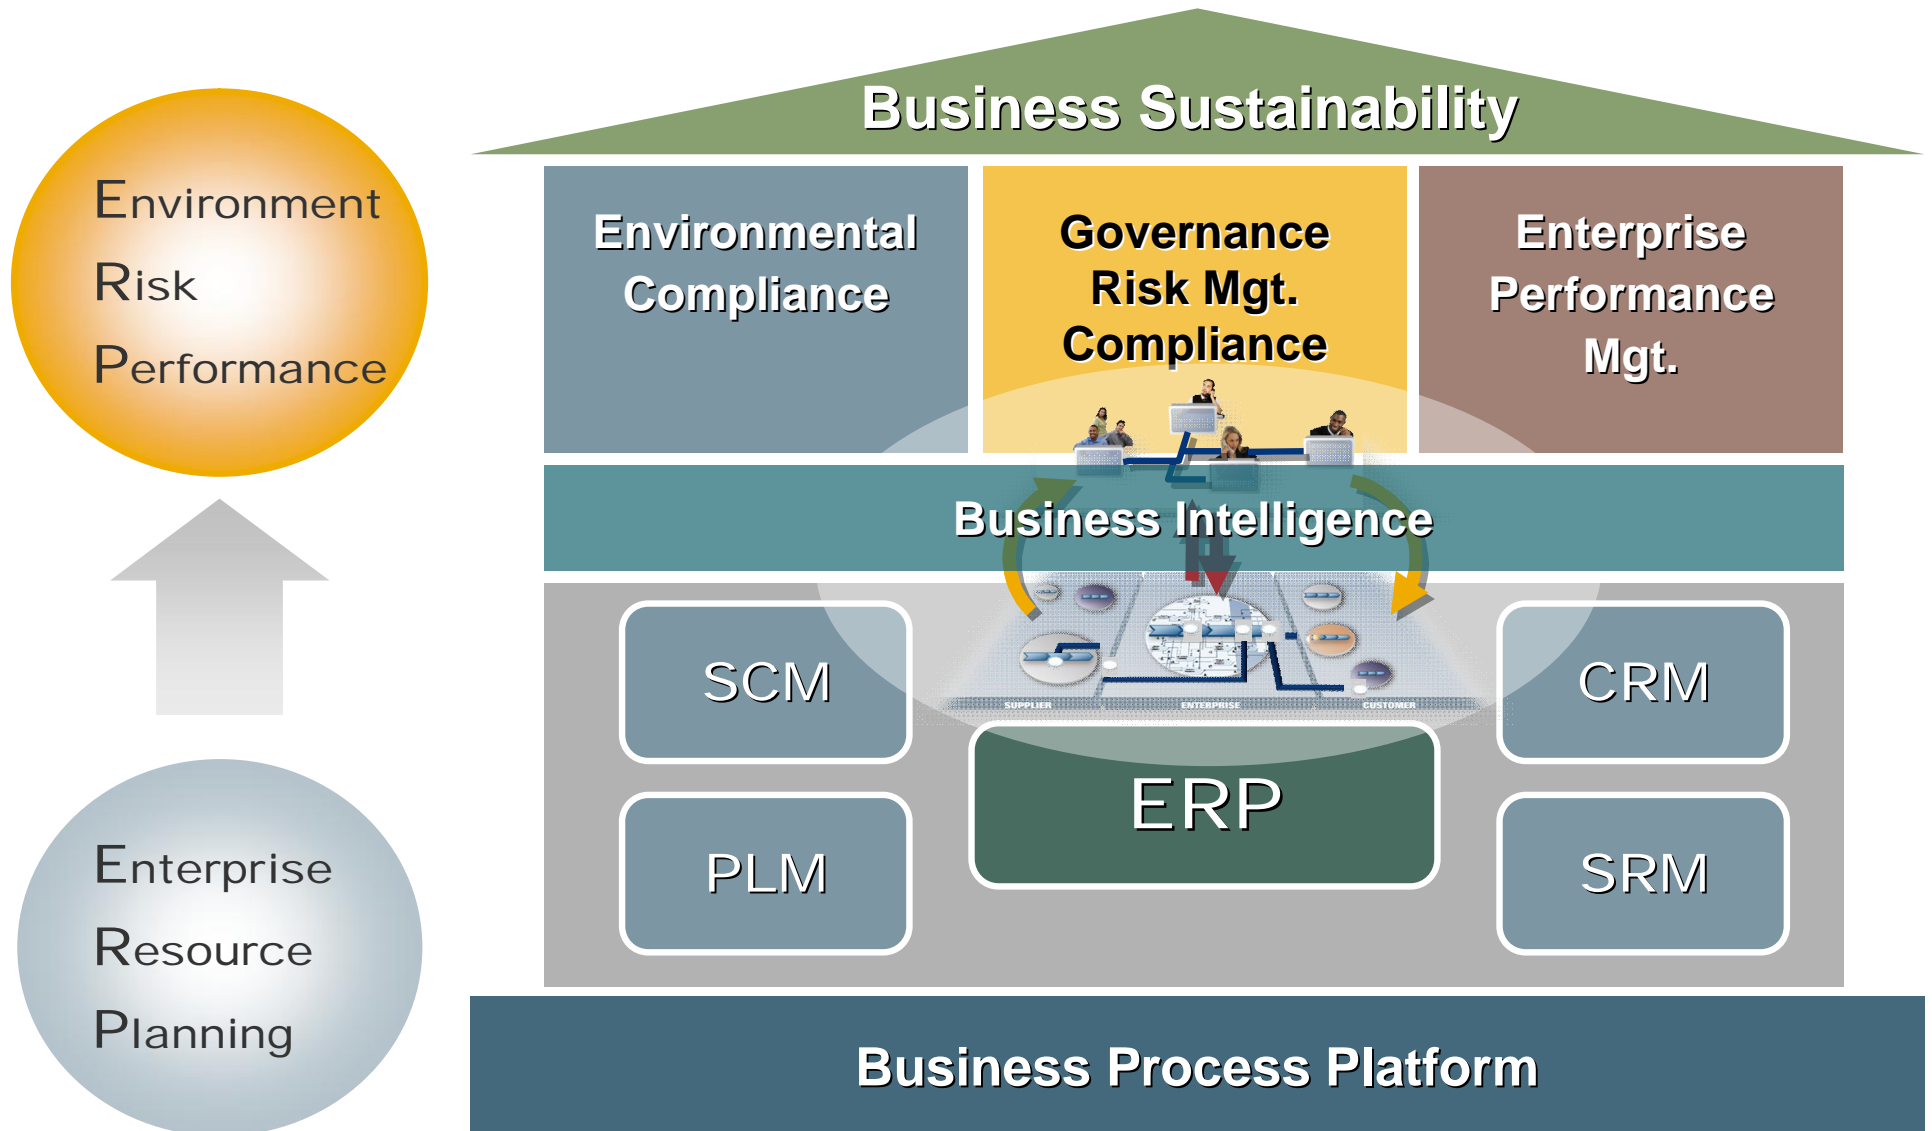 Business Sustainability
Environment
Risk
Performance
Environmental
Compliance
Governance
Risk Mgt.
Compliance
Enterprise
Performance
Mgt.
Business Intelligence
SCM
CRM
SUPPLIER
ENTERPRISE
CUSTOMER
ERP
PLM
SRM
Enterprise
Resource
Planning
Business Process Platform